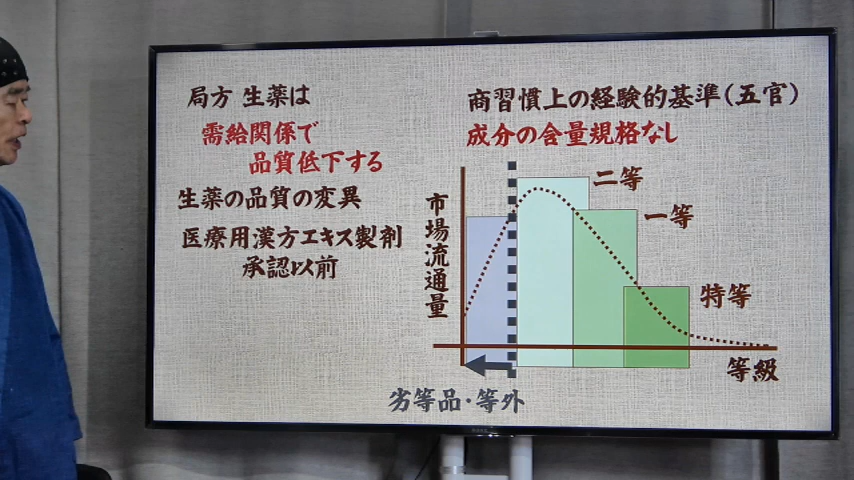 局方 生薬は
需給関係で
品質低下する
生薬の品質の変異
医療用漢方エキス製剤
承認以前
商習慣上の経験的基準(五官)
成分の含量規格なし
市場流通量
二等
一等
特等
等級
劣等品・等外